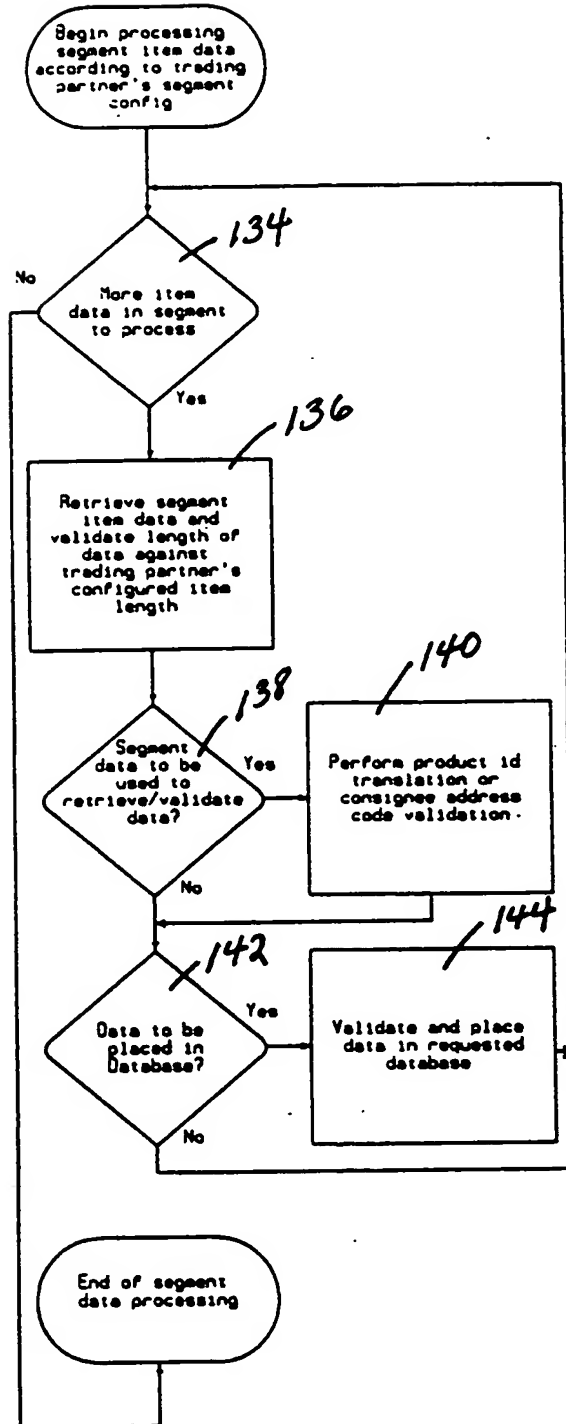 Begin processing
segment item data
according to trading
partner's segment
config
134
No
More item
data in segment
to process
Yes
136
Retrieve segment
item data and
validate length of
data against
trading partner's
configured item
length
138
140
Segment
data to be
used to
retrieve/validate
data?
Yes
Perform product id
translation or
consignee address
code validation.
No
142
144
Data to be
placed in
Database?
Yes
Validate and place
data in requested
database
No
End of segment
data processing